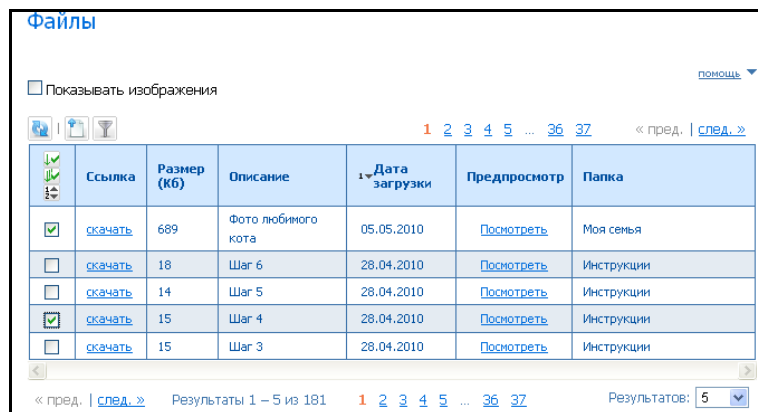 Файлы
помощь
Показывать изображения
1 2 3 4 5 ... 36 37 « пред. | след. »
Ссылка Размер (Кб) Описание 1 Дата загрузки Предпросмотр Папка
скачать 689 Фото любимого кота 05.05.2010 Посмотреть Моя семья
скачать 18 Шаг 6 28.04.2010 Посмотреть Инструкции
скачать 14 Шаг 5 28.04.2010 Посмотреть Инструкции
скачать 15 Шаг 4 28.04.2010 Посмотреть Инструкции
скачать 15 Шаг 3 28.04.2010 Посмотреть Инструкции
« пред. | след. » Результаты 1 – 5 из 181 1 2 3 4 5 ... 36 37 Результатов: 5